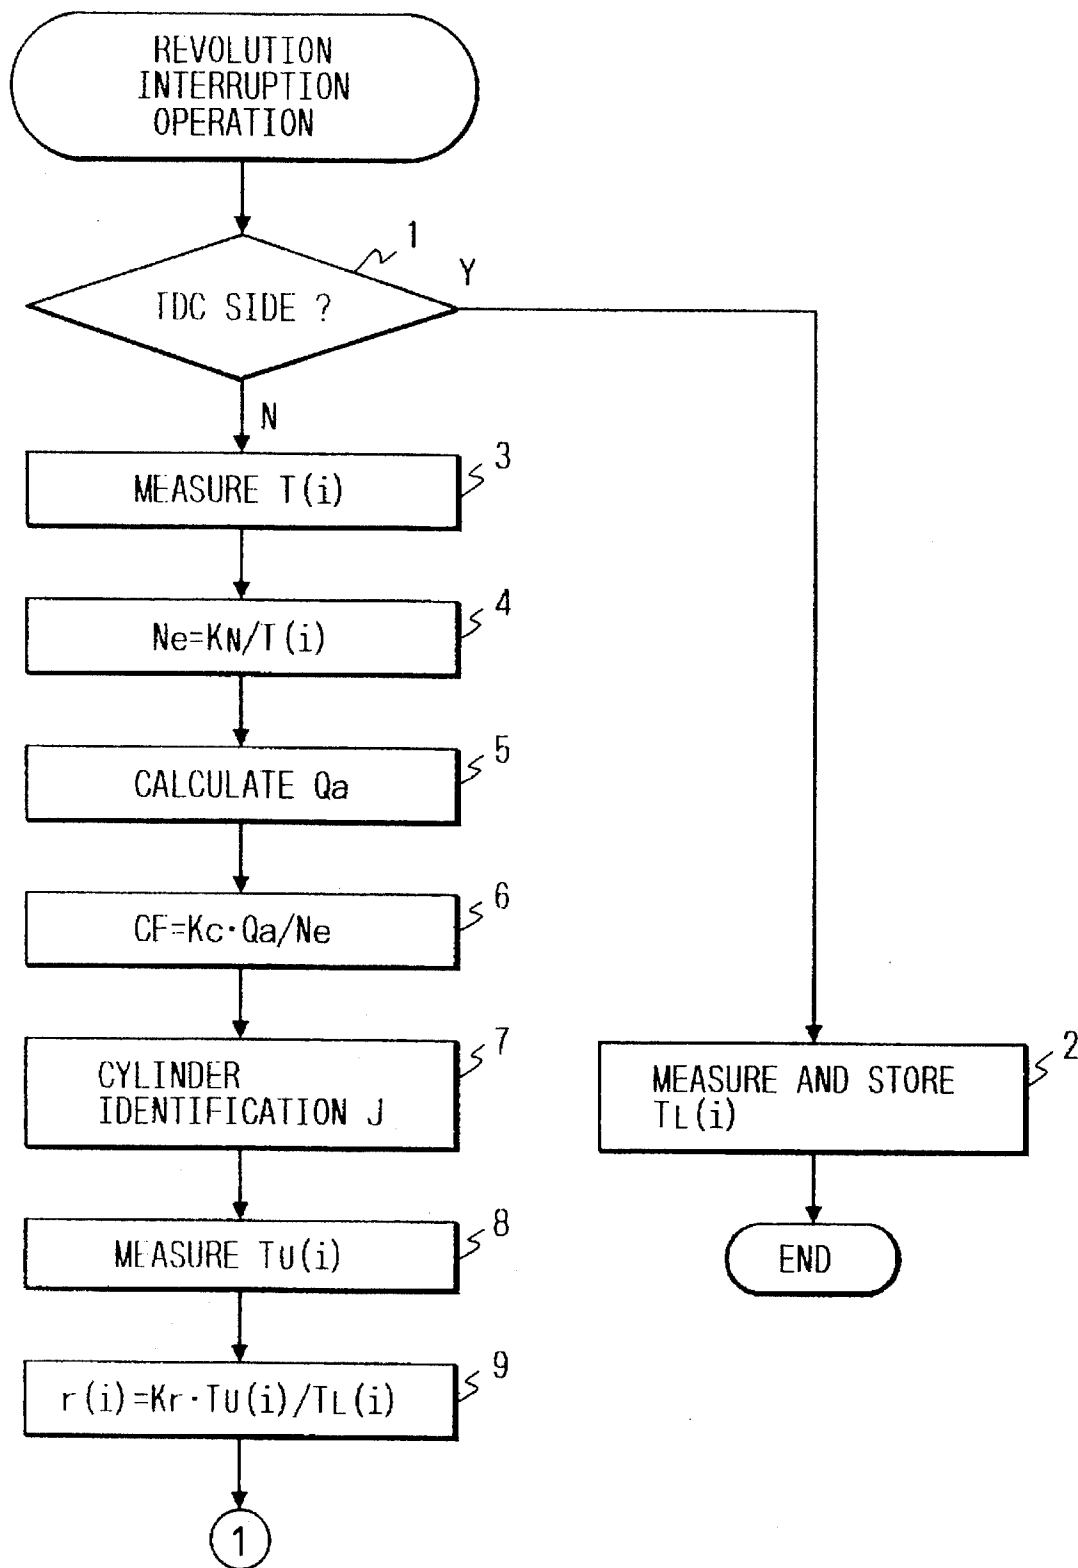 REVOLUTION
INTERRUPTION
OPERATION
1
TDC SIDE ?
Y
N
3
MEASURE T(i)
4
Ne=KN/T(i)
5
CALCULATE Qa
6
CF=Kc·Qa/Ne
7
CYLINDER
IDENTIFICATION J
2
MEASURE AND STORE
TL(i)
8
MEASURE TU(i)
END
9
r(i)=Kr·TU(i)/TL(i)
1